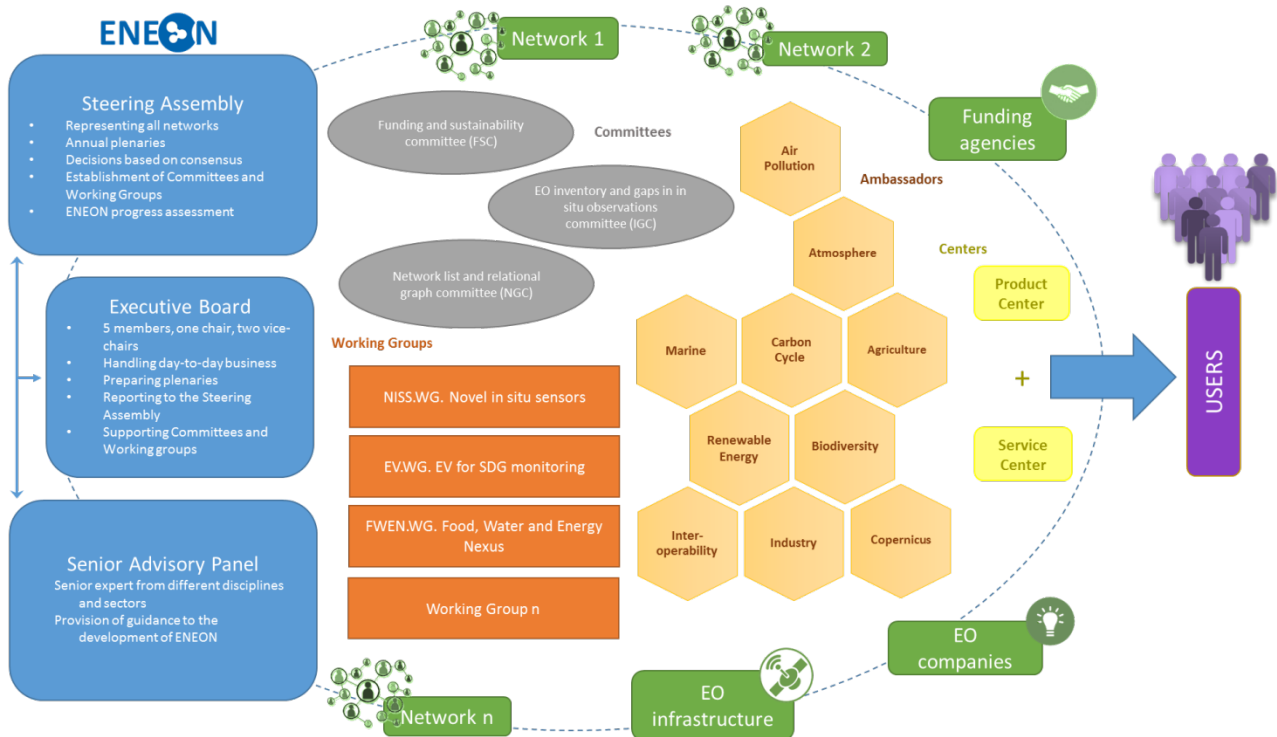 ENEON
Steering Assembly
• Representing all networks
• Annual plenaries
• Decisions based on consensus
• Establishment of Committees and
Working Groups
• ENEON progress assessment
Executive Board
• 5 members, one chair, two vice-
chairs
• Handling day-to-day business
• Preparing plenaries
• Reporting to the Steering
Assembly
• Supporting Committees and
Working groups
Senior Advisory Panel
Senior expert from different disciplines
and sectors
Provision of guidance to the
development of ENEON
Network 1
Network 2
Funding
agencies
Funding and sustainability
committee (FSC)
Committees
EO inventory and gaps in in
situ observations
committee (IGC)
Network list and relational
graph committee (NGC)
Working Groups
NISS.WG. Novel in situ sensors
EV.WG. EV for SDG monitoring
FWEN.WG. Food, Water and Energy
Nexus
Working Group n
Air
Pollution
Ambassadors
Atmosphere
Marine
Carbon
Cycle
Agriculture
Renewable
Energy
Biodiversity
Inter-
operability
Industry
Copernicus
Centers
Product
Center
+
Service
Center
USERS
EO
companies
EO
infrastructure
Network n